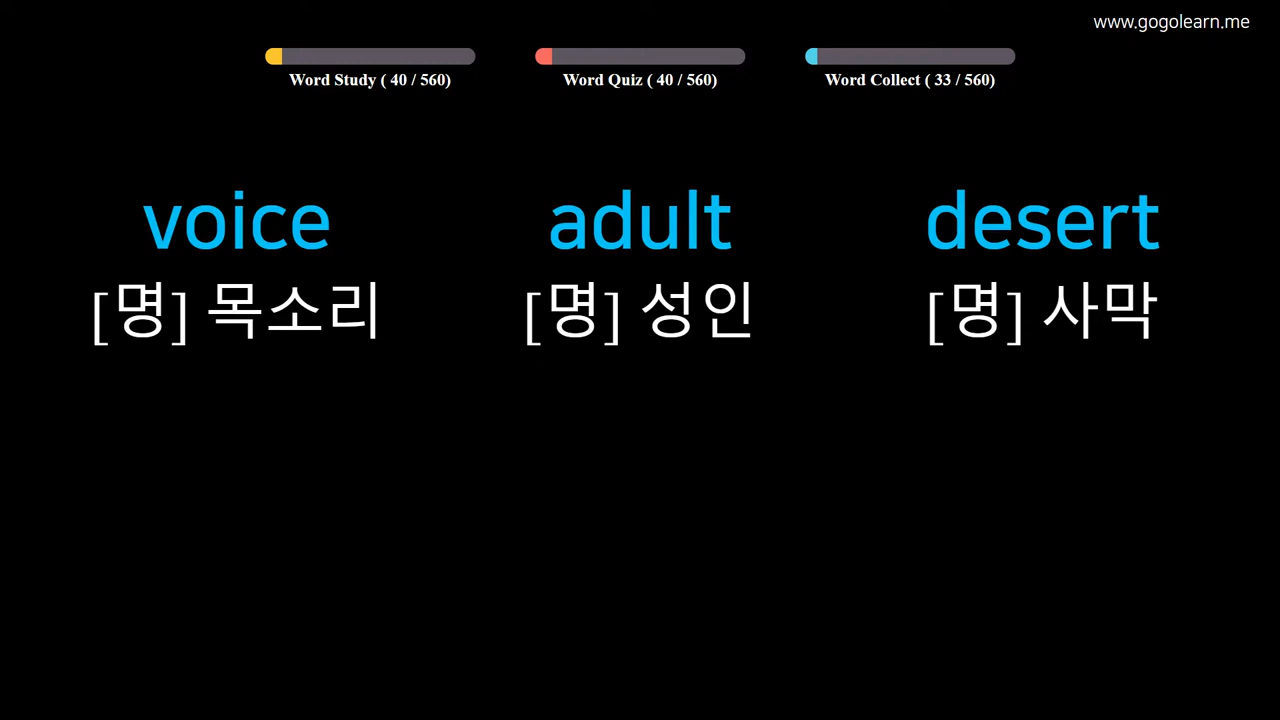 www.gogolearn.me
Word Study ( 40 / 560)
Word Quiz ( 40 / 560)
Word Collect ( 33 / 560)
voice
adult
desert
[명] 목소리
[명] 성인
[명] 사막